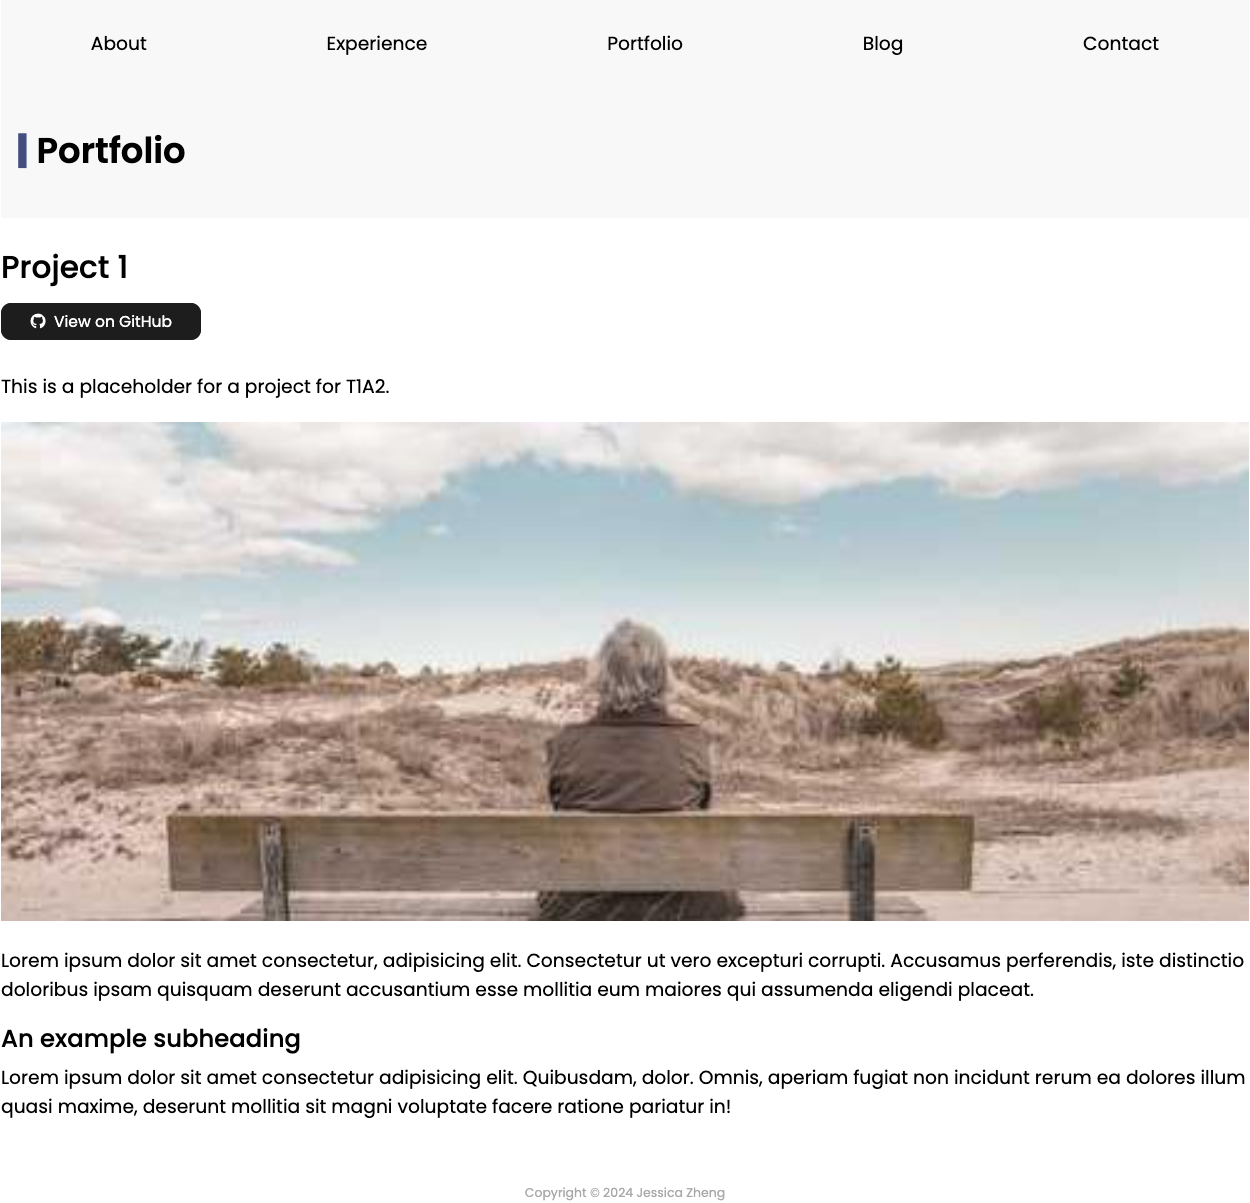 About Experience Portfolio Blog Contact
Portfolio
Project 1
View on GitHub
This is a placeholder for a project for T1A2.
Lorem ipsum dolor sit amet consectetur, adipisicing elit. Consectetur ut vero excepturi corrupti. Accusamus perferendis, iste distinctio
doloribus ipsam quisquam deserunt accusantium esse mollitia eum maiores qui assumenda eligendi placeat.
An example subheading
Lorem ipsum dolor sit amet consectetur adipisicing elit. Quibusdam, dolor. Omnis, aperiam fugiat non incidunt rerum ea dolores illum
quasi maxime, deserunt mollitia sit magni voluptate facere ratione pariatur in!
Copyright © 2024 Jessica Zheng